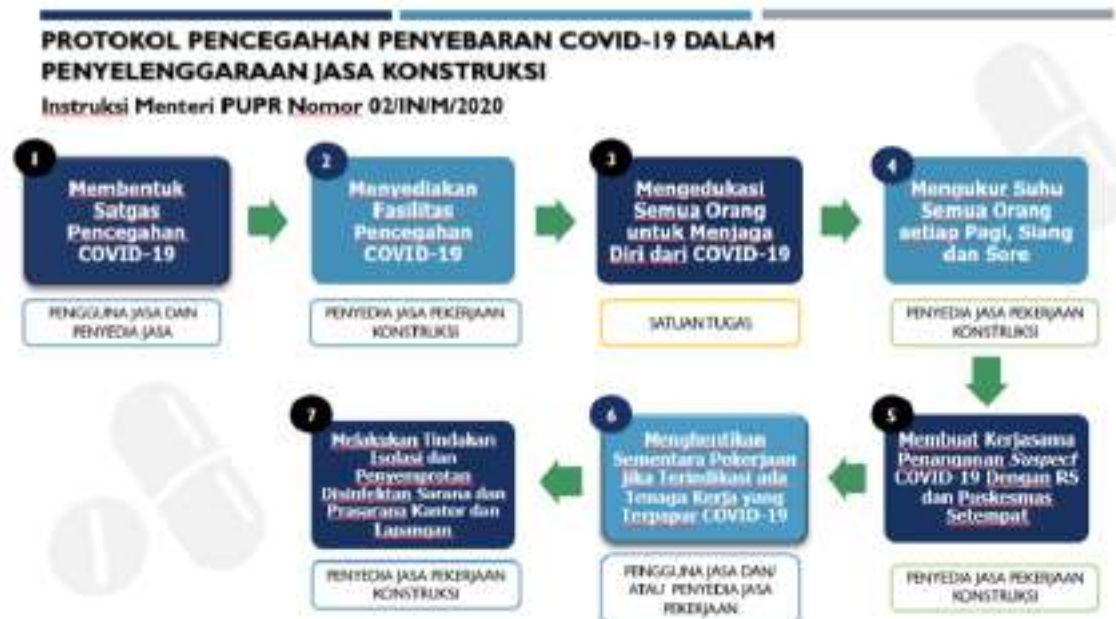 PROTOKOL PENCEGAHAN PENYEBARAN COVID-19 DALAM
PENYELENGGARAAN JASA KONSTRUKSI
Instruksi Menteri PUPR Nomor 02/IN/M/2020
1
Membentuk
Satgas
Pencegahan
COVID-19
PENGGUNA JASA DAN
PENYEDIA JASA
2
Menyediakan
Fasilitas
Pencegahan
COVID-19
PENYEDIA JASA PEKERJAAN
KONSTRUKSI
3
Mengedukasi
Semua Orang
untuk Menjaga
Diri dari COVID-19
SATUAN TUGAS
4
Mengukur Suhu
Semua Orang
setiap Pagi, Siang
dan Sore
PENYEDIA JASA PEKERJAAN
KONSTRUKSI
5
Membuat Kerjasama
Penanganan Suspect
COVID-19 Dengan RS
dan Puskesmas
Setempat
PENYEDIA JASA PEKERJAAN
KONSTRUKSI
6
Menghentikan
Sementara Pekerjaan
Jika Terindikasi ada
Tenaga Kerja yang
Terpapar COVID-19
PENGGUNA JASA DAN/
ATAU PENYEDIA JASA
PEKERJAAN
7
Melakukan Tindakan
Isolasi dan
Penyemprotan
Disinfektan Sarana dan
Prasarana Kantor dan
Lapangan
PENYEDIA JASA PEKERJAAN
KONSTRUKSI